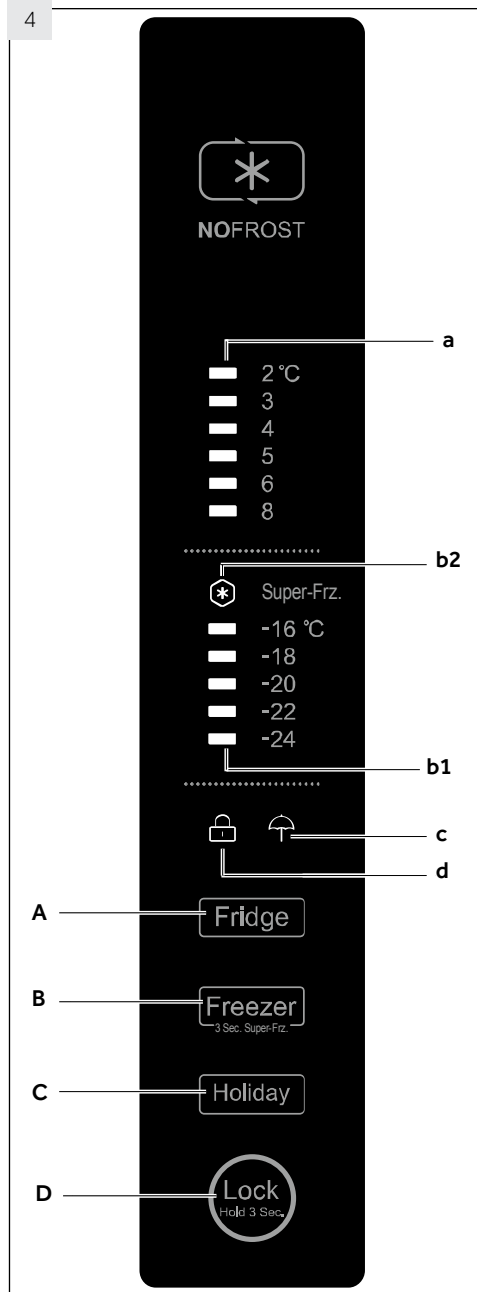 4
NOFROST
a
2 °C
3
4
5
6
8
b2
Super-Frz.
-16 °C
-18
-20
-22
-24
b1
c
d
A
Fridge
B
Freezer
3 Sec. Super-Frz.
C
Holiday
D
Lock
Hold 3 Sec.